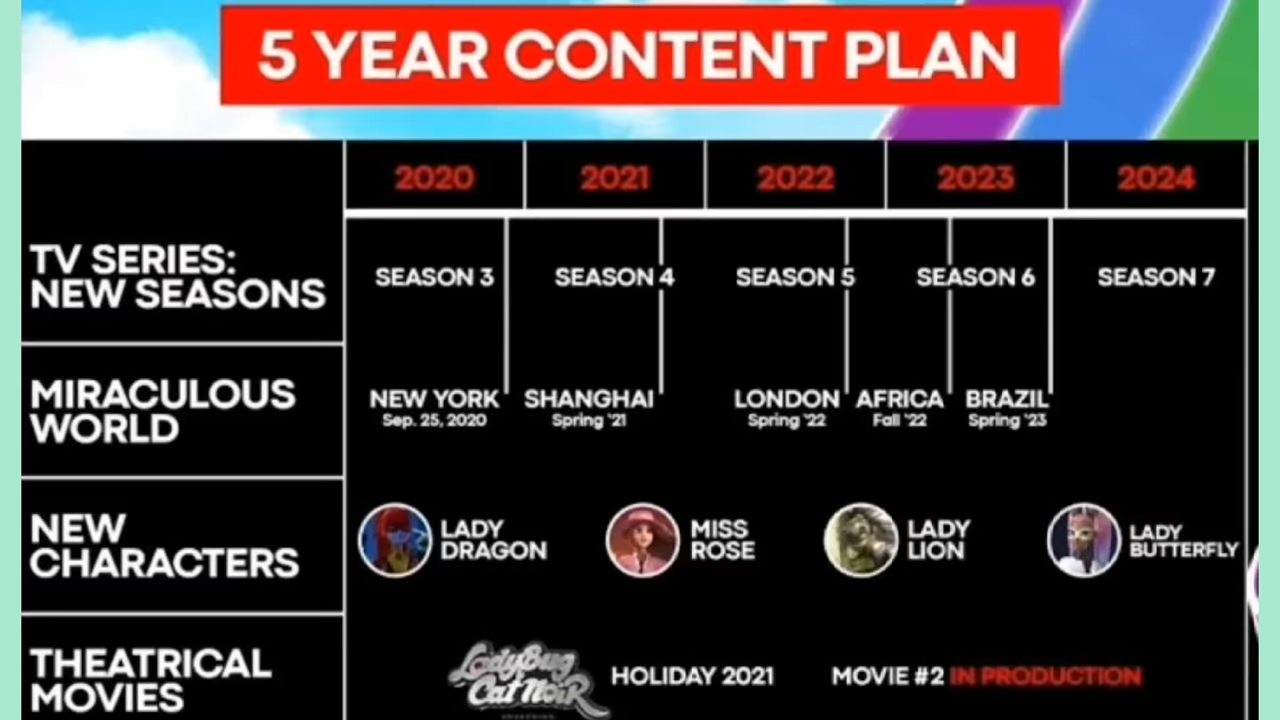 5 YEAR CONTENT PLAN
2020 2021 2022 2023 2024
TV SERIES:
NEW SEASONS
SEASON 3 SEASON 4 SEASON 5 SEASON 6 SEASON 7
MIRACULOUS
WORLD
NEW YORK SHANGHAI LONDON AFRICA BRAZIL
Sep. 25, 2020 Spring '21 Spring '22 Fall '22 Spring '23
NEW
CHARACTERS
LADY
DRAGON
MISS
ROSE
LADY
LION
LADY
BUTTERFLY
THEATRICAL
MOVIES
LadyBug
Cat NoiR
HOLIDAY 2021
MOVIE #2 IN PRODUCTION